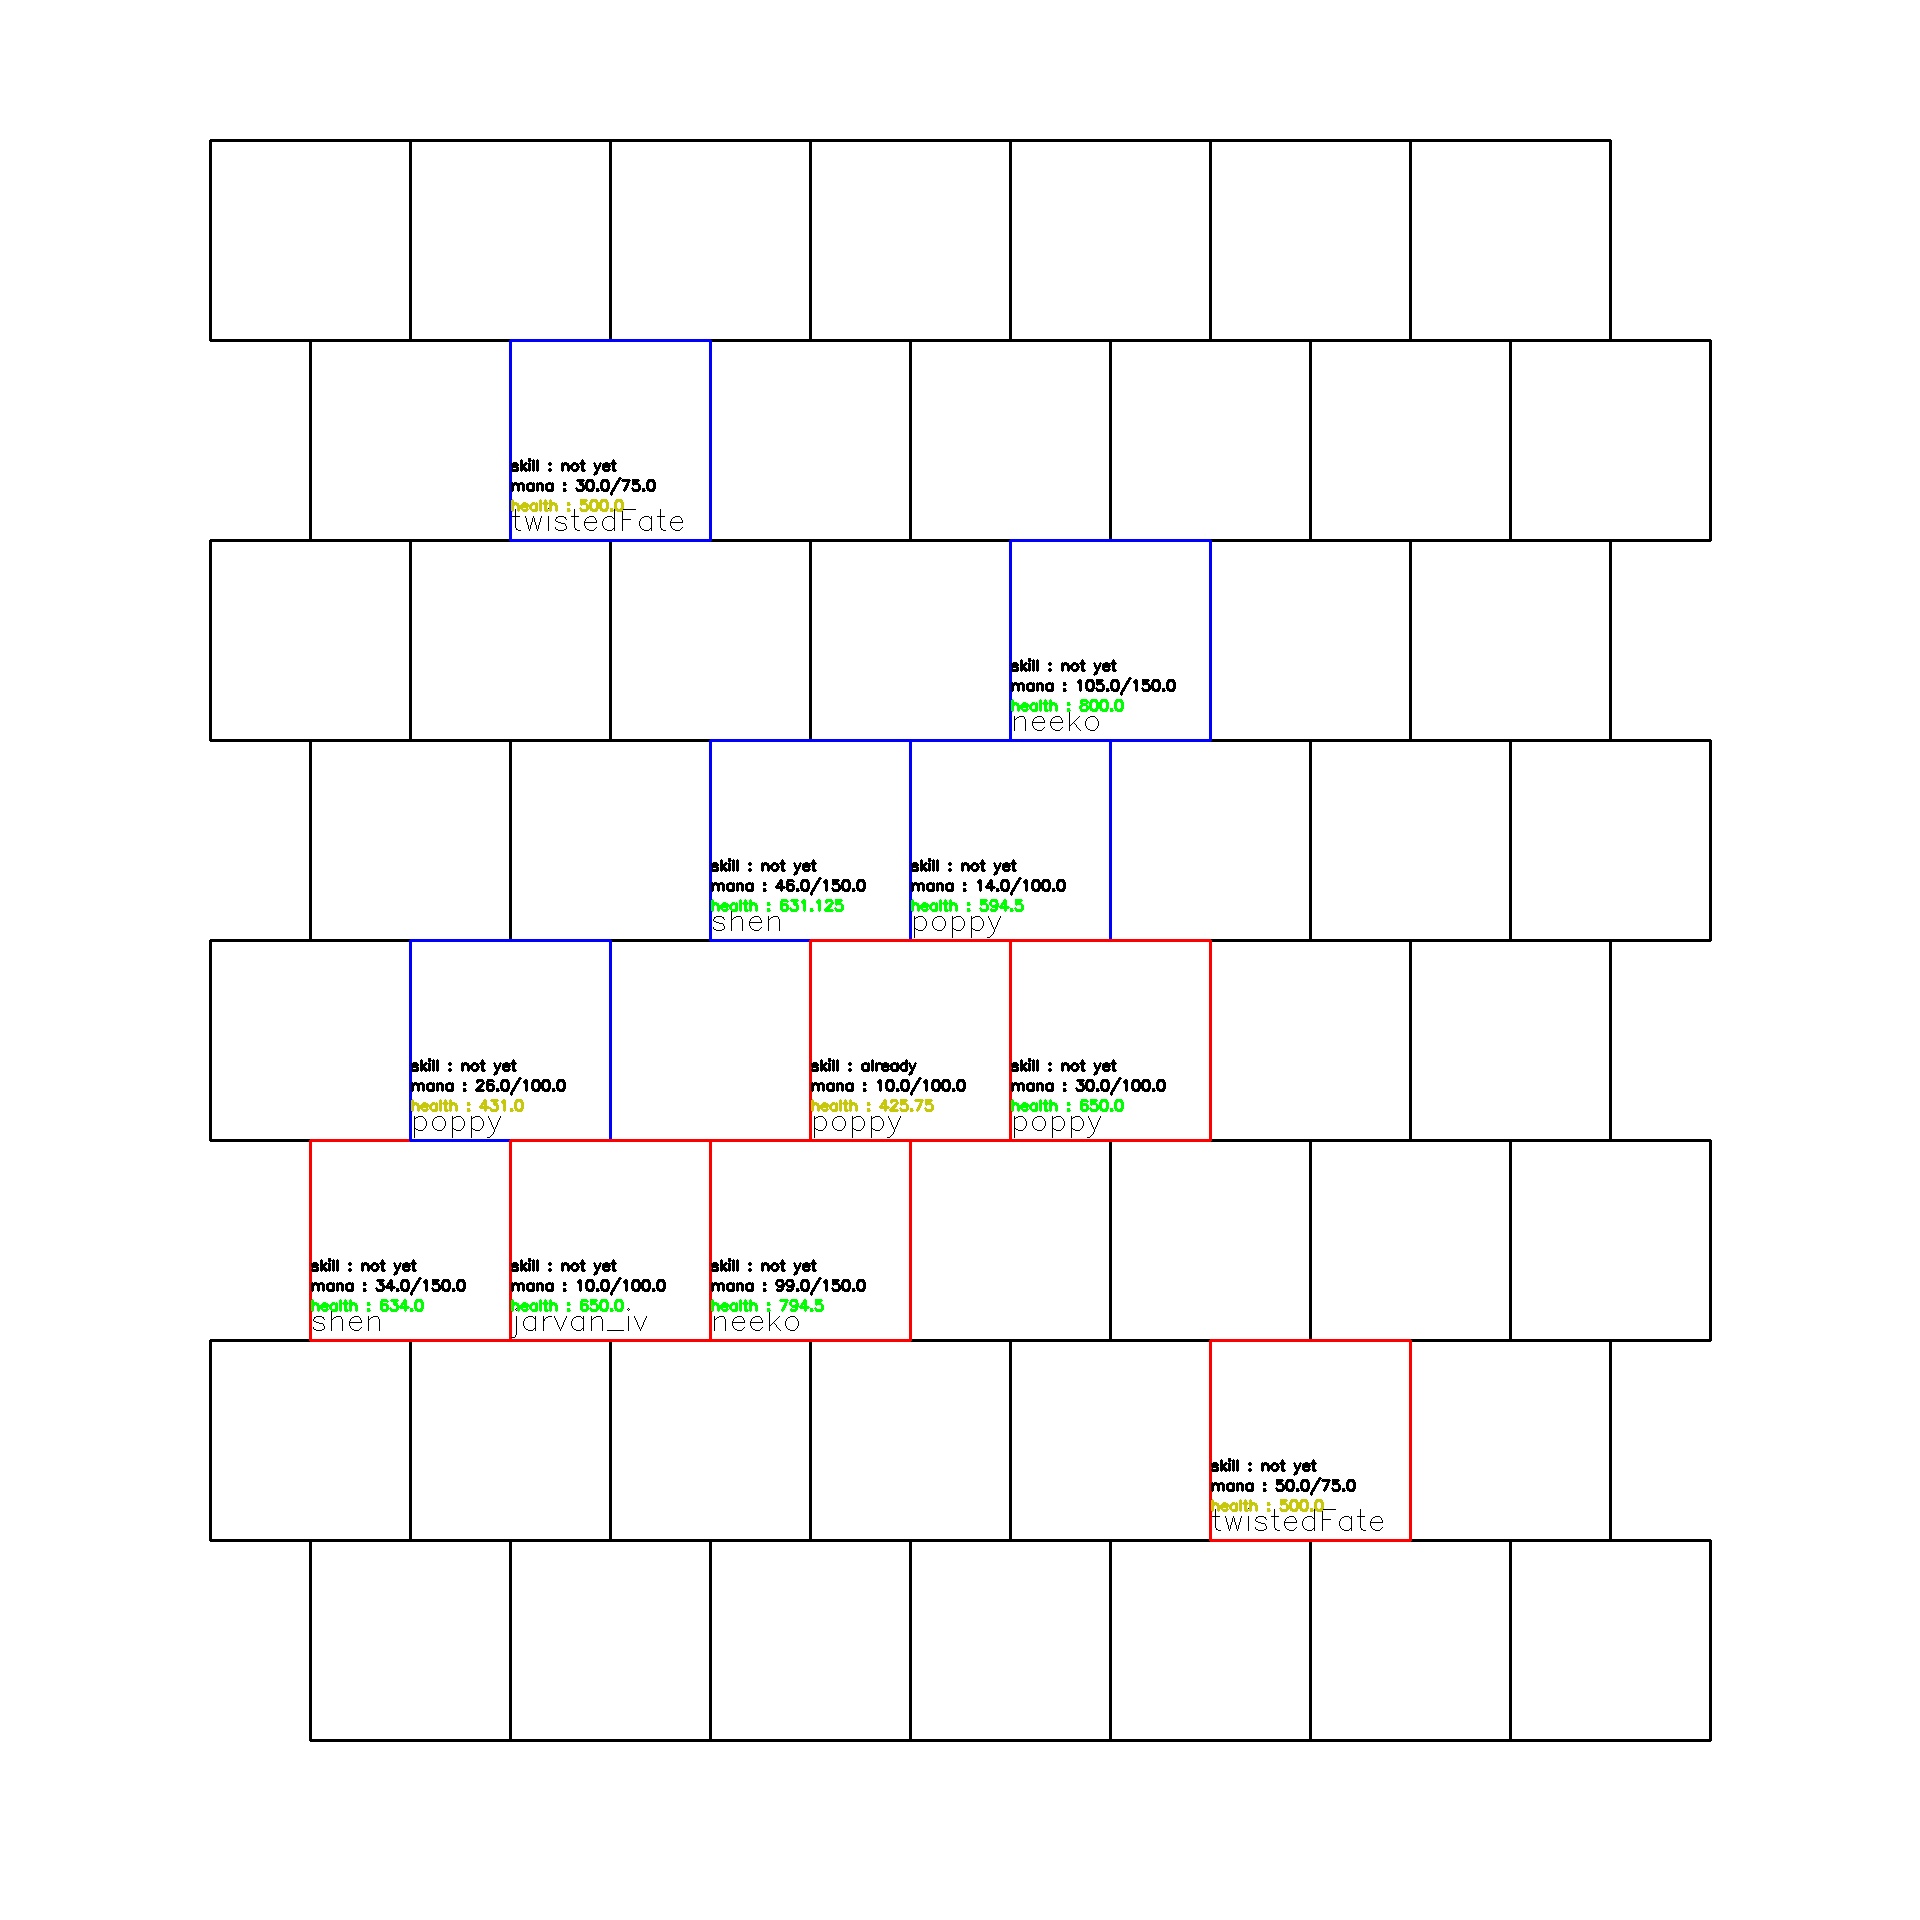 skill : not yet
mana : 30.0/75.0
health : 500.0
twistedFate
skill : not yet
mana : 105.0/150.0
health : 800.0
neeko
skill : not yet
mana : 46.0/150.0
health : 631.125
shen
skill : not yet
mana : 14.0/100.0
health : 594.5
poppy
skill : not yet
mana : 26.0/100.0
health : 431.0
poppy
skill : already
mana : 10.0/100.0
health : 425.75
poppy
skill : not yet
mana : 30.0/100.0
health : 650.0
poppy
skill : not yet
mana : 34.0/150.0
health : 634.0
shen
skill : not yet
mana : 10.0/100.0
health : 650.0
jarvan_iv
skill : not yet
mana : 99.0/150.0
health : 794.5
neeko
skill : not yet
mana : 50.0/75.0
health : 500.0
twistedFate